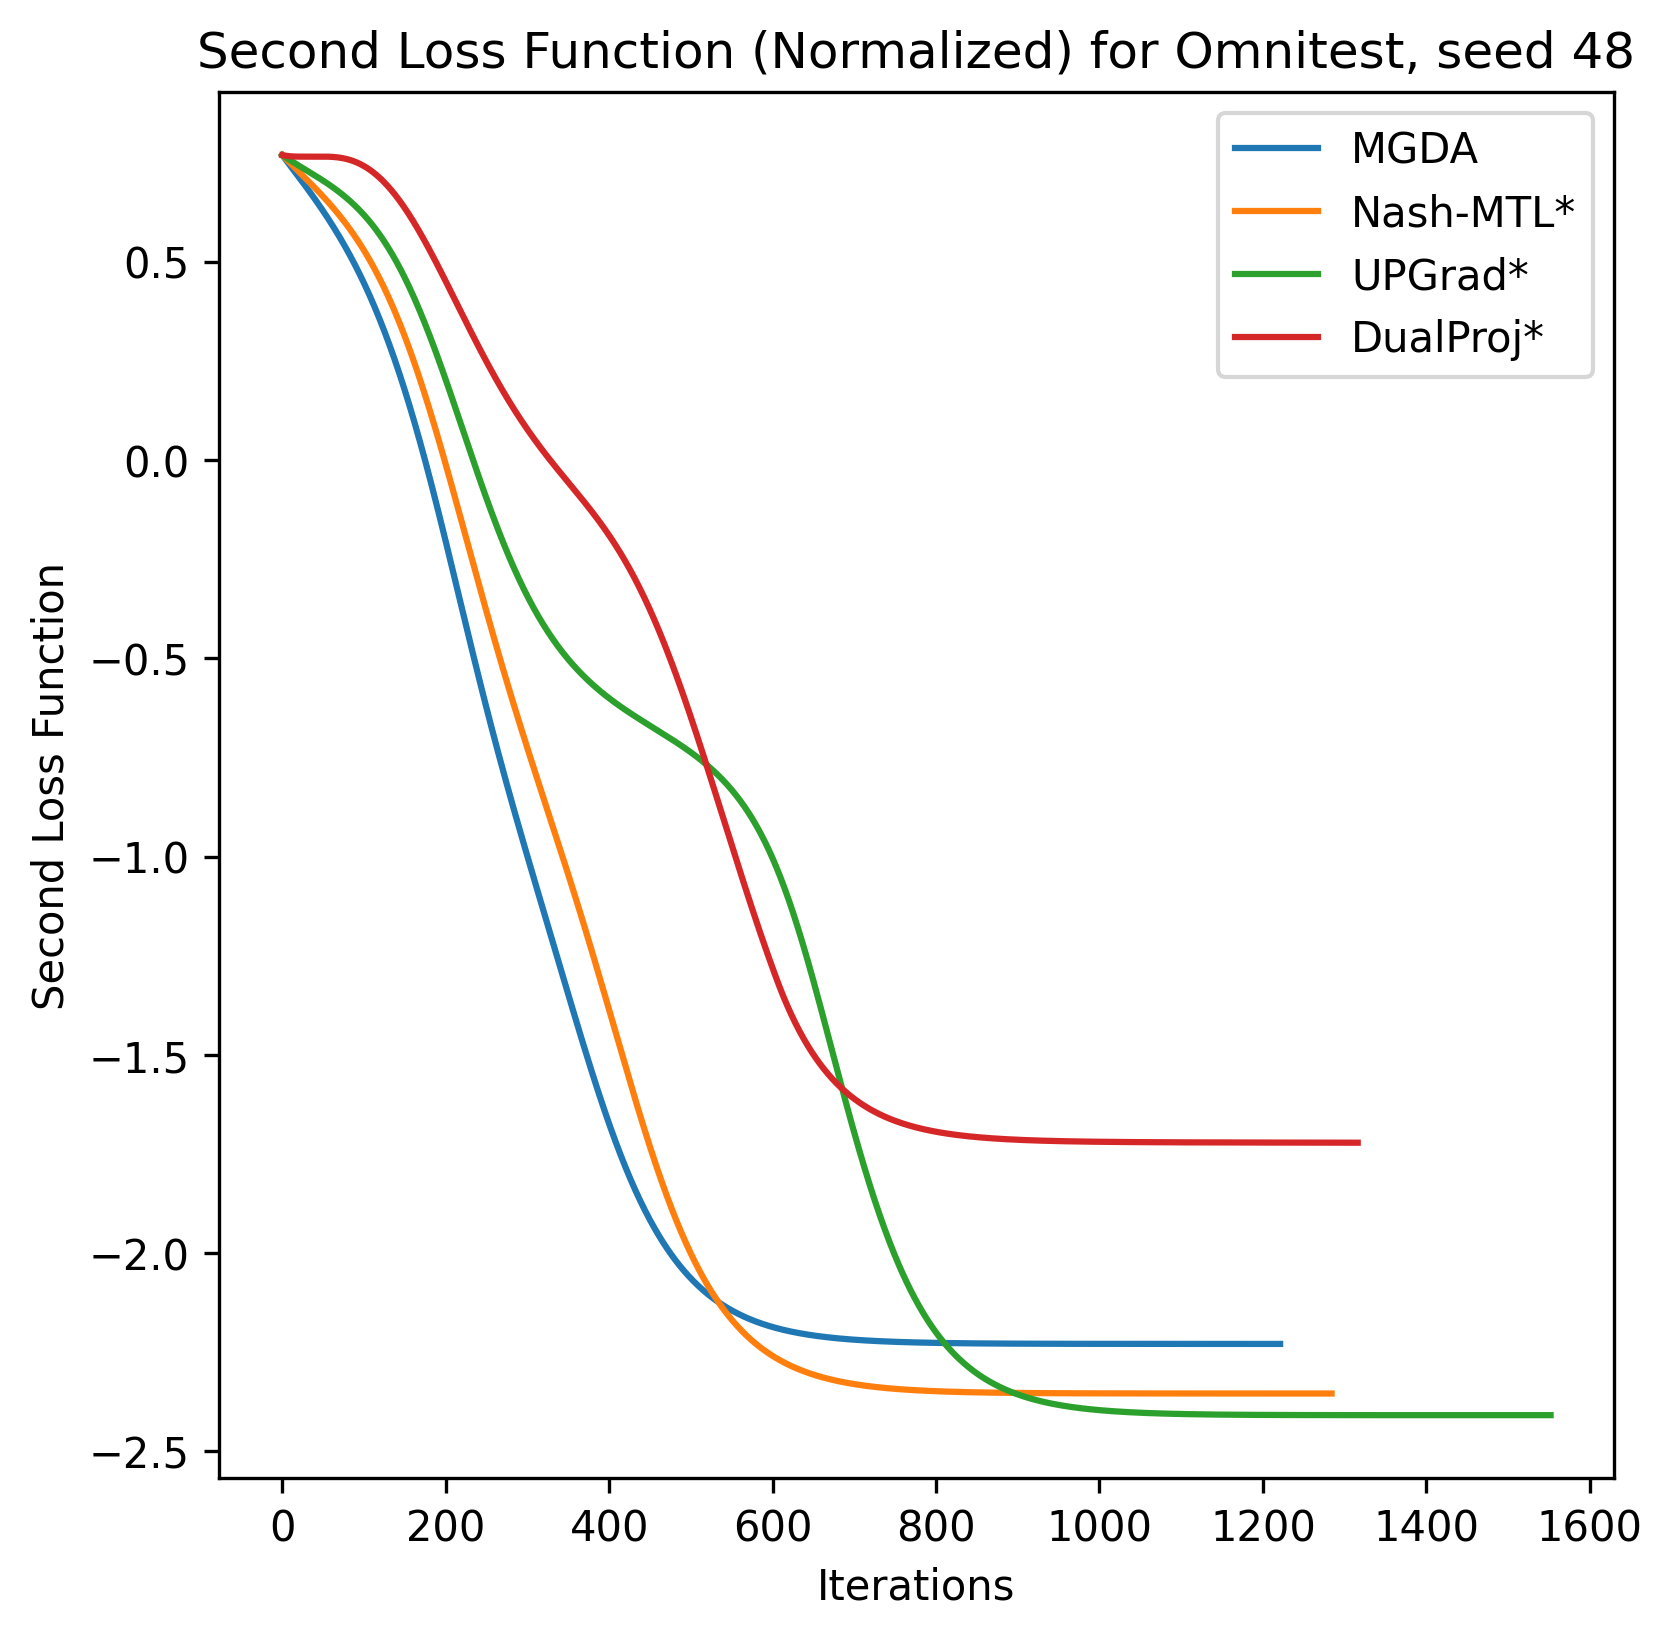 Second Loss Function (Normalized) for Omnitest, seed 48
MGDA
Nash-MTL*
UPGrad*
DualProj*
0.5
0.0
−0.5
−1.0
−1.5
−2.0
−2.5
Second Loss Function
0 200 400 600 800 1000 1200 1400 1600
Iterations